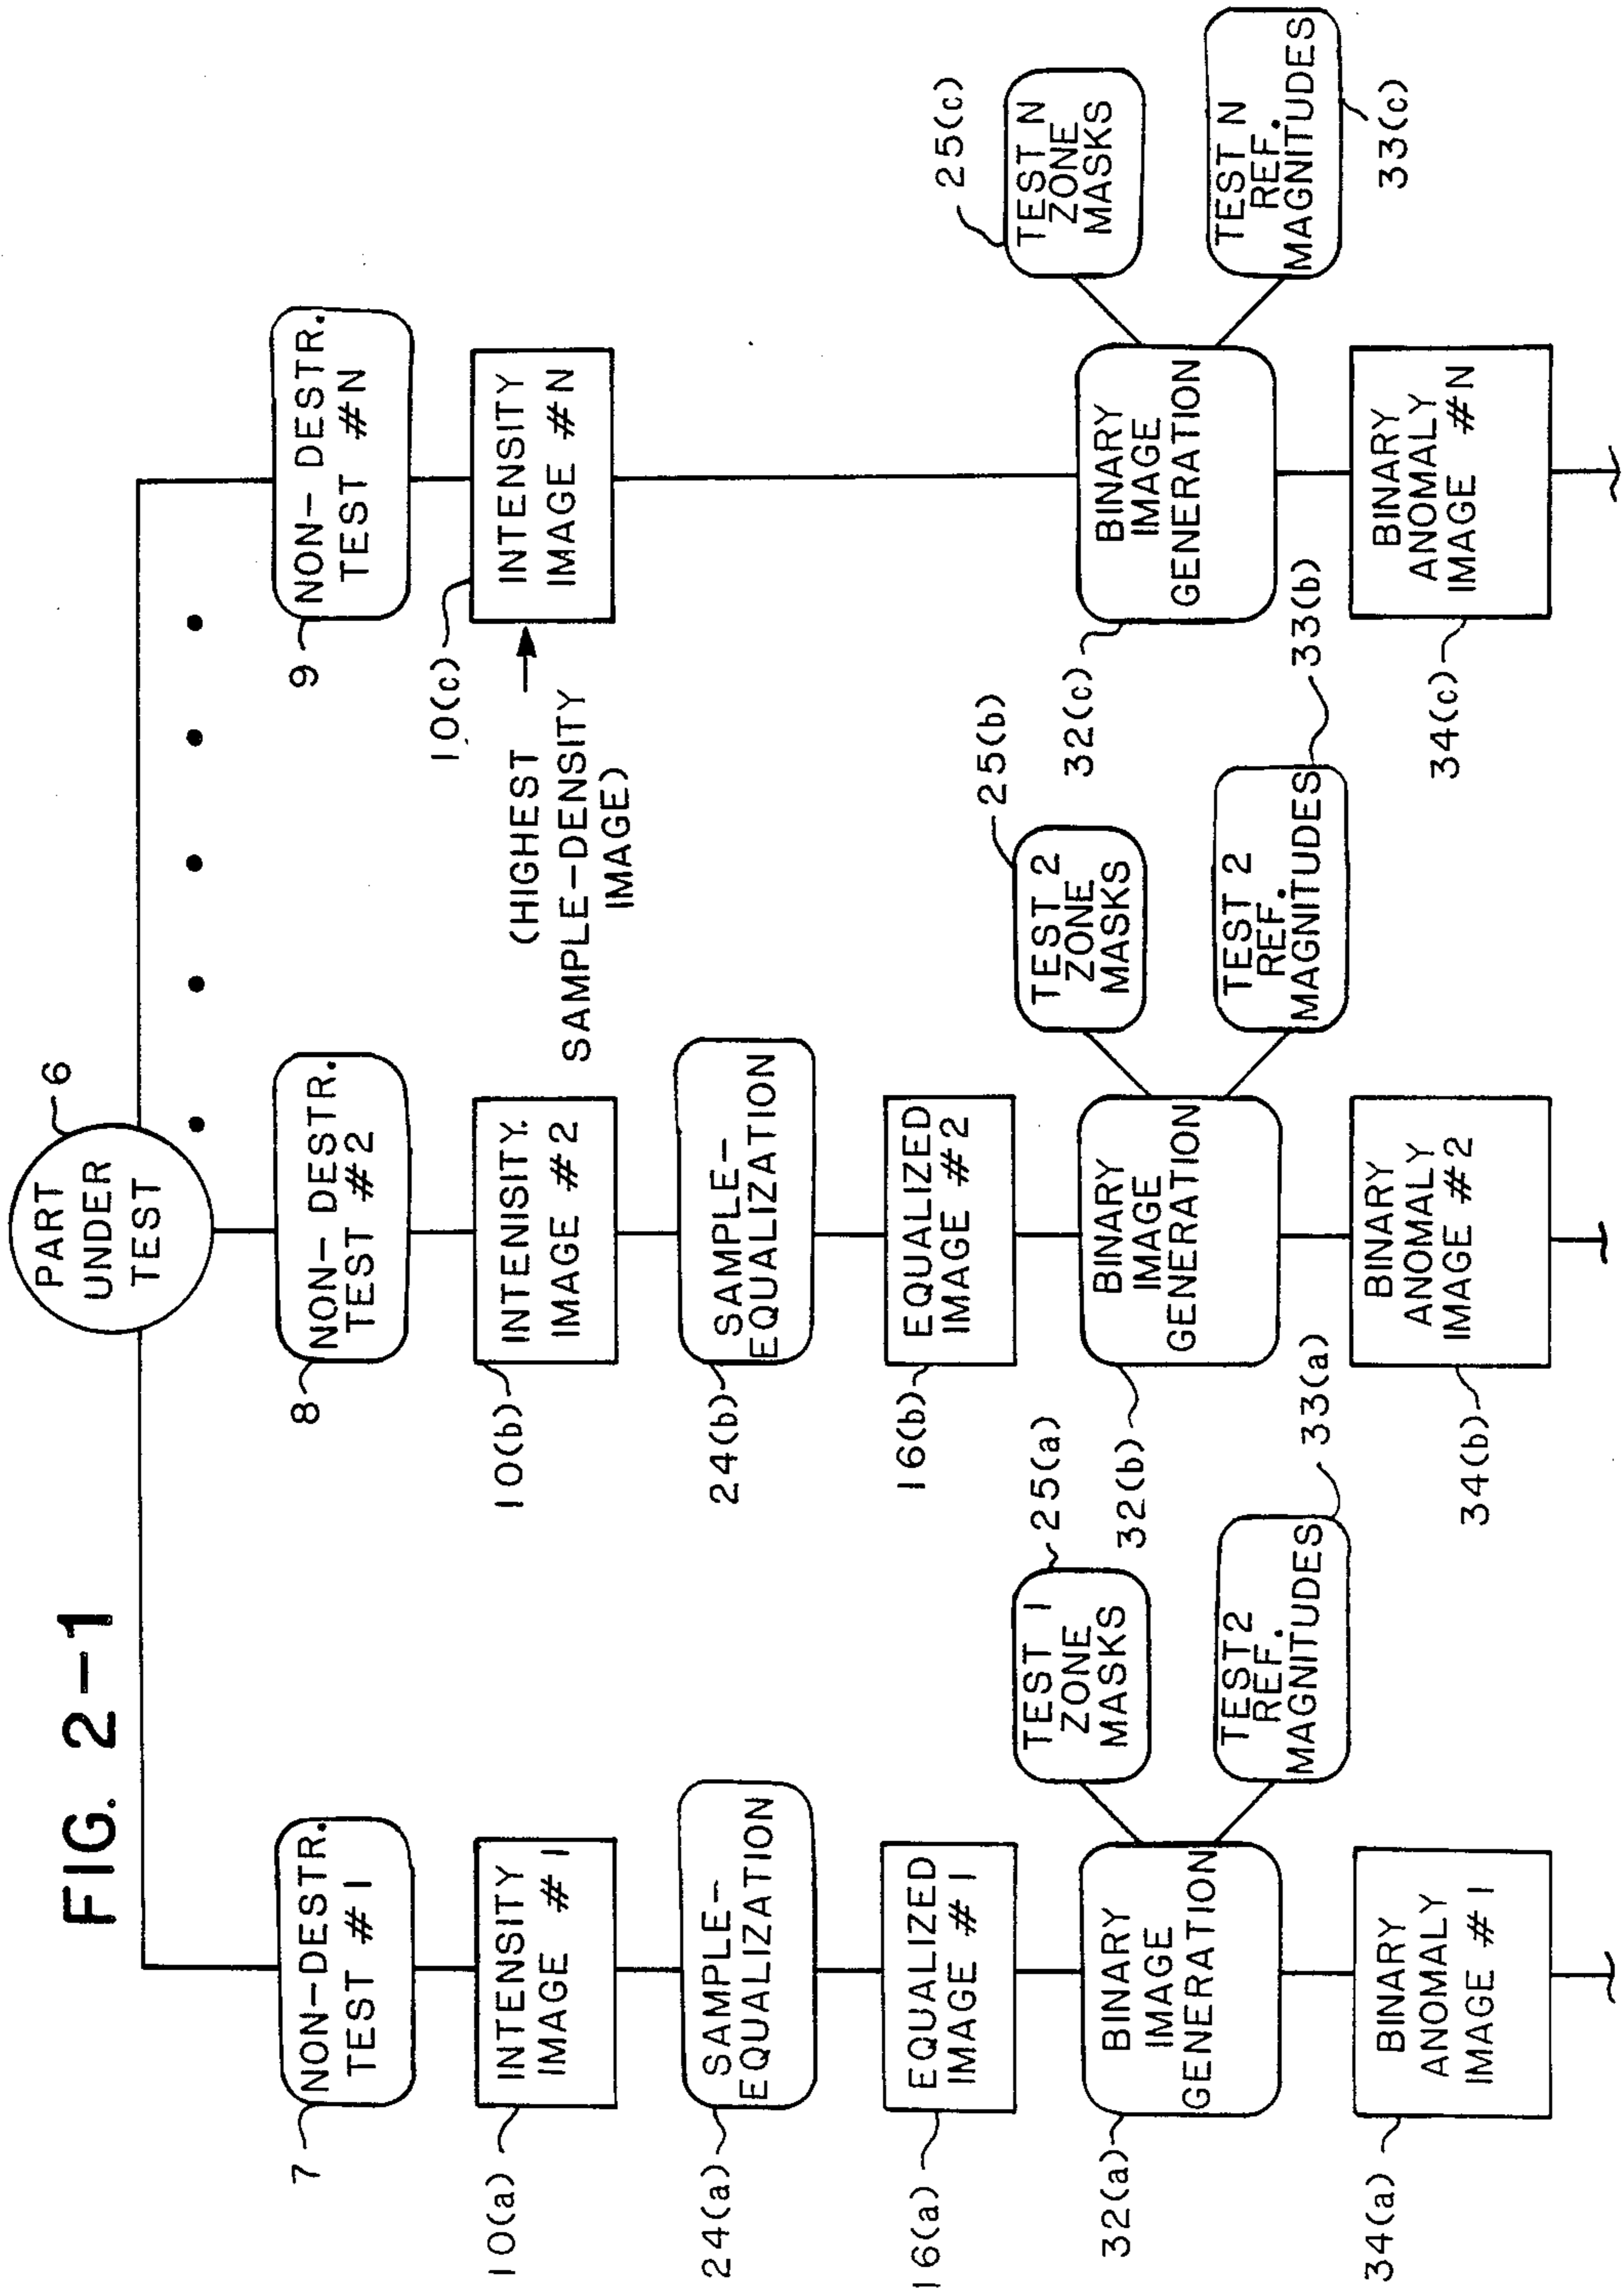 FIG. 2-1
PART
UNDER
TEST
6
NON-DESTR.
TEST #1
7
NON- DESTR.
TEST #2
8
NON- DESTR.
TEST #N
9
INTENSITY
IMAGE #1
10(a)
INTENISITY.
IMAGE #2
10(b)
INTENSITY
IMAGE #N
10(c)
(HIGHEST
SAMPLE-DENSITY
IMAGE)
SAMPLE-
EQUALIZATION
24(a)
SAMPLE-
EQUALIZATION
24(b)
EQUALIZED
IMAGE #1
16(a)
EQUALIZED
IMAGE #2
16(b)
TEST 1
ZONE
MASKS
25(a)
TEST 2
ZONE
MASKS
25(b)
TEST N
ZONE
MASKS
25(c)
BINARY
IMAGE
GENERATION
32(a)
BINARY
IMAGE
GENERATION
32(b)
BINARY
IMAGE
GENERATION
32(c)
TEST2
REF.
MAGNITUDES
33(a)
TEST 2
REF.
MAGNITUDES
33(b)
TEST N
REF.
MAGNITUDES
33(c)
BINARY
ANOMALY
IMAGE #1
34(a)
BINARY
ANOMALY
IMAGE #2
34(b)
BINARY
ANOMALY
IMAGE #N
34(c)